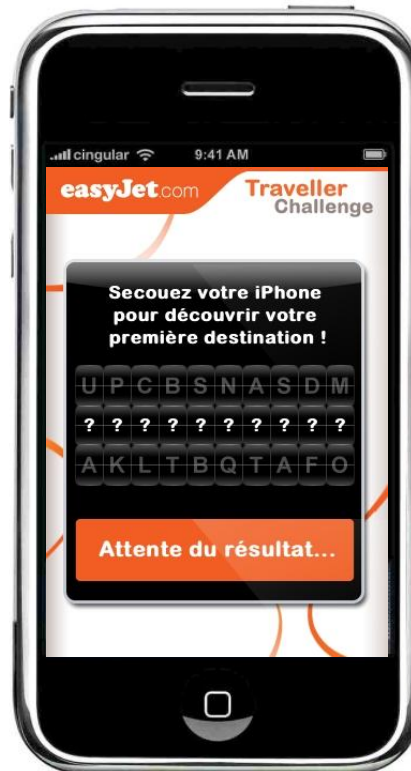 cingular 9:41 AM
easyJet.com
Traveller
Challenge
Secouez votre iPhone
pour découvrir votre
première destination !
U P C B S N A S D M
? ? ? ? ? ? ? ? ? ?
A K L T B Q T A F O
Attente du résultat...